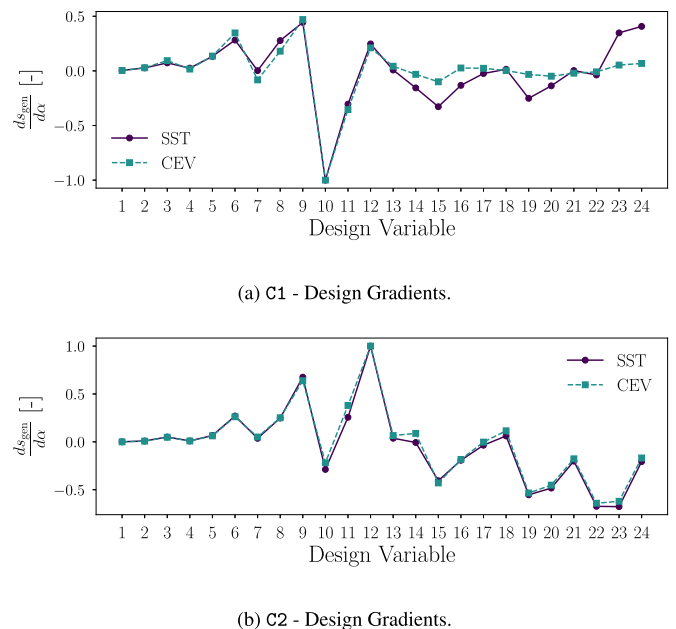 0.5
0.0
−0.5
−1.0
ds_gen/dα [-]
SST
CEV
1 2 3 4 5 6 7 8 9 10 11 12 13 14 15 16 17 18 19 20 21 22 23 24
Design Variable
(a) C1 - Design Gradients.
1.0
0.5
0.0
−0.5
ds_gen/dα [-]
SST
CEV
1 2 3 4 5 6 7 8 9 10 11 12 13 14 15 16 17 18 19 20 21 22 23 24
Design Variable
(b) C2 - Design Gradients.